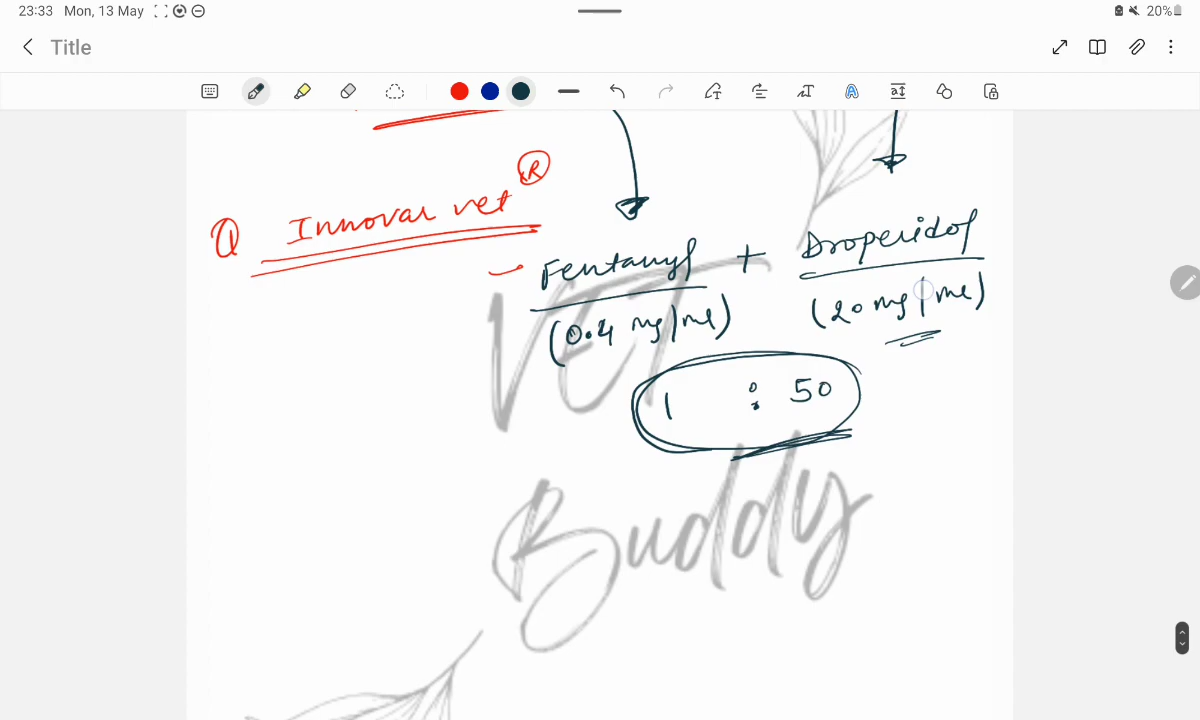 23:33 Mon, 13 May 20%
Title
Q Innovar vet ®
Fentanyl + Droperidol
(0.4 mg/ml) (20 mg/ml)
1 : 50
VET
Buddy